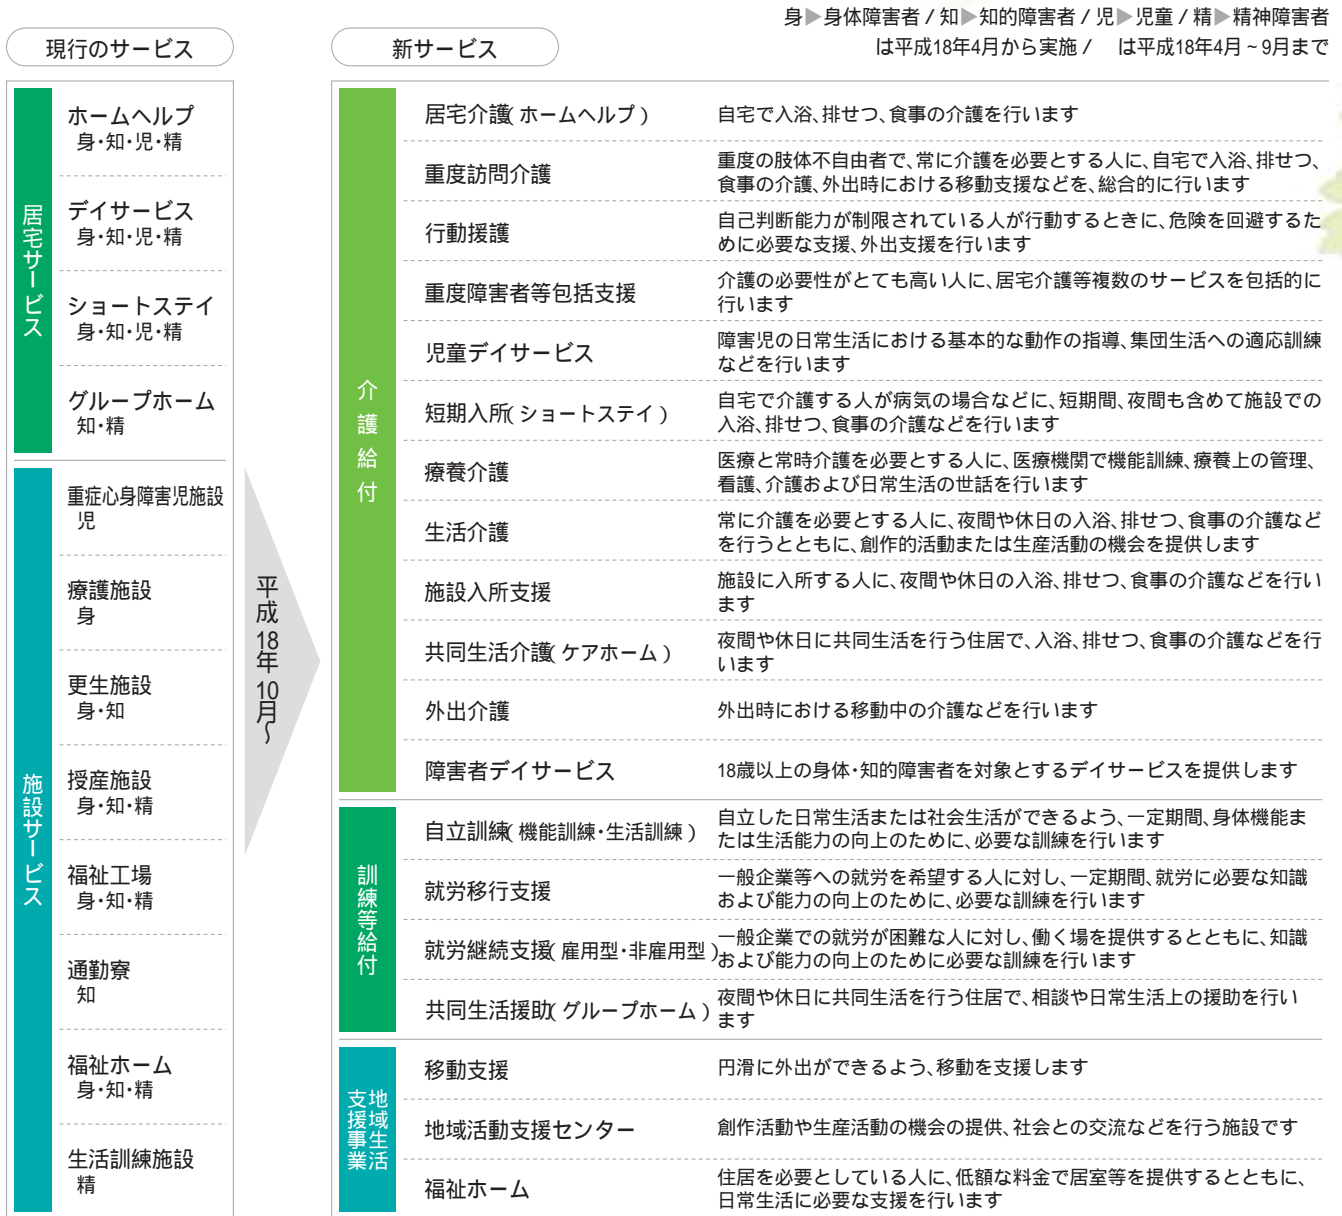 身▶身体障害者 / 知▶知的障害者 / 児▶児童 / 精▶精神障害者
は平成18年4月から実施 / は平成18年4月~9月まで
現行のサービス
新サービス
居宅サービス
ホームヘルプ
身・知・児・精
デイサービス
身・知・児・精
ショートステイ
身・知・児・精
グループホーム
知・精
施設サービス
重症心身障害児施設
児
療護施設
身
更生施設
身・知
授産施設
身・知・精
福祉工場
身・知・精
通勤寮
知
福祉ホーム
身・知・精
生活訓練施設
精
平成18年10月〜
介護給付
居宅介護(ホームヘルプ)
自宅で入浴、排せつ、食事の介護を行います
重度訪問介護
重度の肢体不自由者で、常に介護を必要とする人に、自宅で入浴、排せつ、
食事の介護、外出時における移動支援などを、総合的に行います
行動援護
自己判断能力が制限されている人が行動するときに、危険を回避するた
めに必要な支援、外出支援を行います
重度障害者等包括支援
介護の必要性がとても高い人に、居宅介護等複数のサービスを包括的に
行います
児童デイサービス
障害児の日常生活における基本的な動作の指導、集団生活への適応訓練
などを行います
短期入所(ショートステイ)
自宅で介護する人が病気の場合などに、短期間、夜間も含めて施設での
入浴、排せつ、食事の介護などを行います
療養介護
医療と常時介護を必要とする人に、医療機関で機能訓練、療養上の管理、
看護、介護および日常生活の世話を行います
生活介護
常に介護を必要とする人に、夜間や休日の入浴、排せつ、食事の介護など
を行うとともに、創作的活動または生産活動の機会を提供します
施設入所支援
施設に入所する人に、夜間や休日の入浴、排せつ、食事の介護などを行い
ます
共同生活介護(ケアホーム)
夜間や休日に共同生活を行う住居で、入浴、排せつ、食事の介護などを行
います
外出介護
外出時における移動中の介護などを行います
障害者デイサービス
18歳以上の身体・知的障害者を対象とするデイサービスを提供します
訓練等給付
自立訓練(機能訓練・生活訓練)
自立した日常生活または社会生活ができるよう、一定期間、身体機能ま
たは生活能力の向上のために、必要な訓練を行います
就労移行支援
一般企業等への就労を希望する人に対し、一定期間、就労に必要な知識
および能力の向上のために、必要な訓練を行います
就労継続支援(雇用型・非雇用型)
一般企業での就労が困難な人に対し、働く場を提供するとともに、知識
および能力の向上のために必要な訓練を行います
共同生活援助(グループホーム)
夜間や休日に共同生活を行う住居で、相談や日常生活上の援助を行い
ます
地域生活
支援事業
移動支援
円滑に外出ができるよう、移動を支援します
地域活動支援センター
創作活動や生産活動の機会の提供、社会との交流などを行う施設です
福祉ホーム
住居を必要としている人に、低額な料金で居室等を提供するとともに、
日常生活に必要な支援を行います